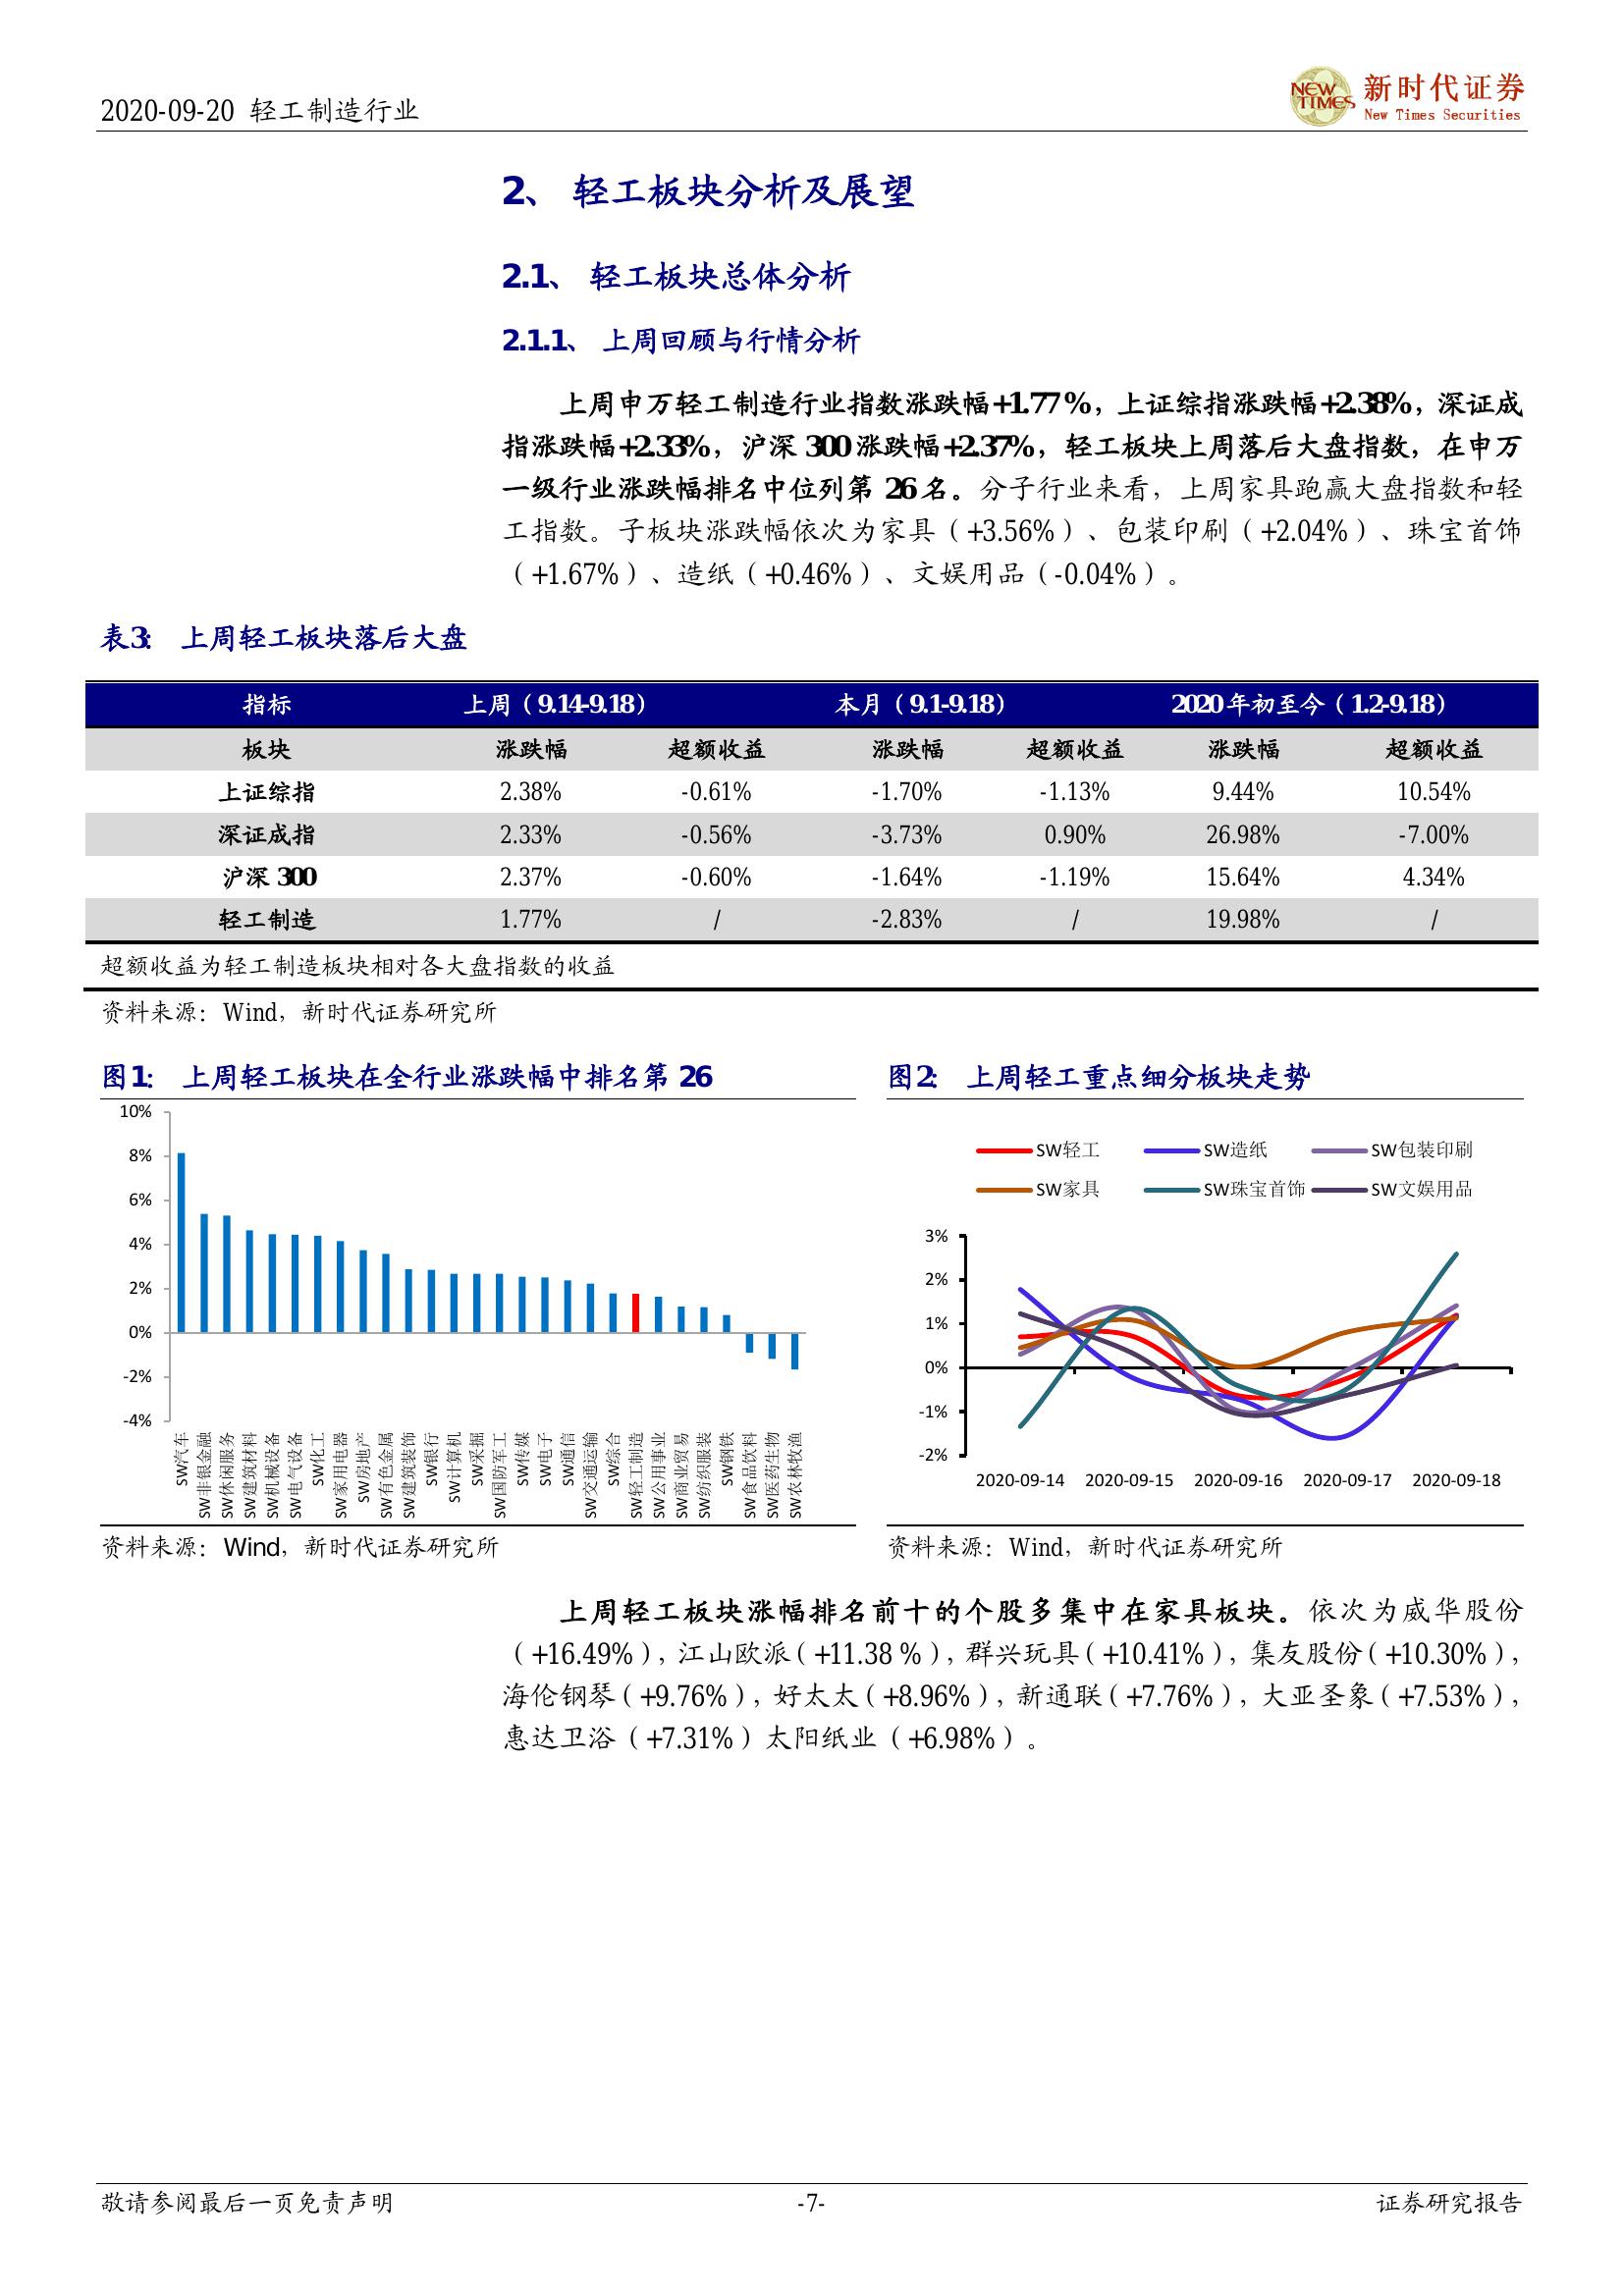 2020-09-20 轻工制造行业
NEW TIMES 新时代证券
New Times Securities
2、 轻工板块分析及展望
2.1、 轻工板块总体分析
2.1.1、 上周回顾与行情分析
上周申万轻工制造行业指数涨跌幅+1.77%，上证综指涨跌幅+2.38%，深证成
指涨跌幅+2.33%，沪深 300 涨跌幅+2.37%，轻工板块上周落后大盘指数，在申万
一级行业涨跌幅排名中位列第 26 名。分子行业来看，上周家具跑赢大盘指数和轻
工指数。子板块涨跌幅依次为家具（+3.56%）、包装印刷（+2.04%）、珠宝首饰
（+1.67%）、造纸（+0.46%）、文娱用品（-0.04%）。
表3： 上周轻工板块落后大盘
指标 上周（9.14-9.18） 本月（9.1-9.18） 2020 年初至今（1.2-9.18）
板块 涨跌幅 超额收益 涨跌幅 超额收益 涨跌幅 超额收益
上证综指 2.38% -0.61% -1.70% -1.13% 9.44% 10.54%
深证成指 2.33% -0.56% -3.73% 0.90% 26.98% -7.00%
沪深 300 2.37% -0.60% -1.64% -1.19% 15.64% 4.34%
轻工制造 1.77% / -2.83% / 19.98% /
超额收益为轻工制造板块相对各大盘指数的收益
资料来源：Wind，新时代证券研究所
图1： 上周轻工板块在全行业涨跌幅中排名第 26
10%
8%
6%
4%
2%
0%
-2%
-4%
SW汽车
SW非银金融
SW休闲服务
SW建筑材料
SW机械设备
SW电气设备
SW化工
SW家用电器
SW房地产
SW有色金属
SW建筑装饰
SW银行
SW计算机
SW采掘
SW国防军工
SW传媒
SW电子
SW通信
SW交通运输
SW综合
SW轻工制造
SW公用事业
SW商业贸易
SW纺织服装
SW钢铁
SW食品饮料
SW医药生物
SW农林牧渔
资料来源：Wind，新时代证券研究所
图2： 上周轻工重点细分板块走势
SW轻工 SW造纸 SW包装印刷
SW家具 SW珠宝首饰 SW文娱用品
3%
2%
1%
0%
-1%
-2%
2020-09-14 2020-09-15 2020-09-16 2020-09-17 2020-09-18
资料来源：Wind，新时代证券研究所
上周轻工板块涨幅排名前十的个股多集中在家具板块。依次为威华股份
（+16.49%），江山欧派（+11.38 %），群兴玩具（+10.41%），集友股份（+10.30%），
海伦钢琴（+9.76%），好太太（+8.96%），新通联（+7.76%），大亚圣象（+7.53%），
惠达卫浴（+7.31%）太阳纸业（+6.98%）。
敬请参阅最后一页免责声明 -7- 证券研究报告